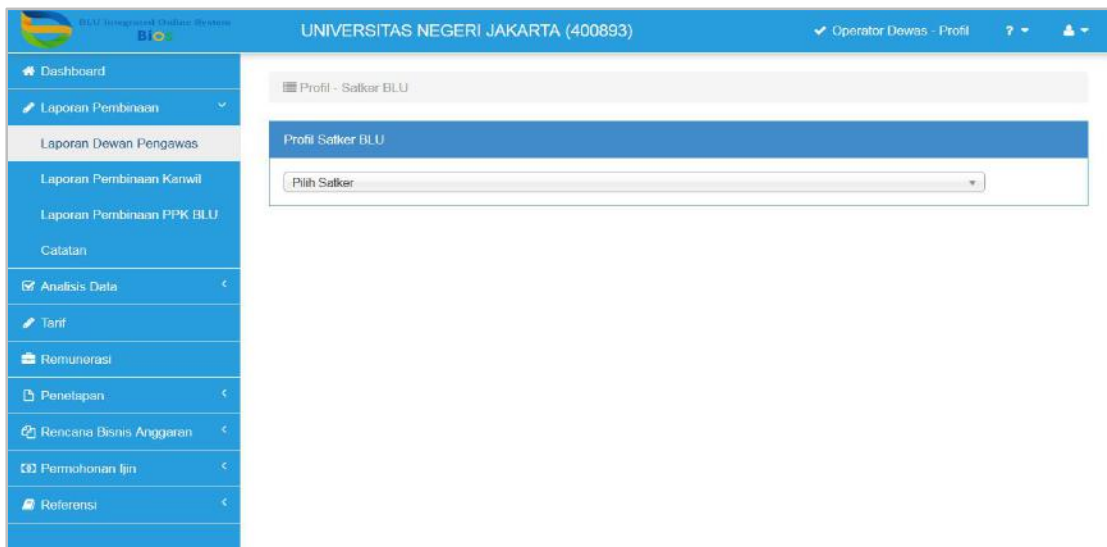 BLU Integrated Online System
Bios
UNIVERSITAS NEGERI JAKARTA (400893)
Operator Dewas - Profil
?
Dashboard
Laporan Pembinaan
Laporan Dewan Pengawas
Laporan Pembinaan Kanwil
Laporan Pembinaan PPK BLU
Catatan
Analisis Data
Tarif
Remunerasi
Penetapan
Rencana Bisnis Anggaran
Permohonan Ijin
Referensi
Profil - Satker BLU
Profil Satker BLU
Pilih Satker